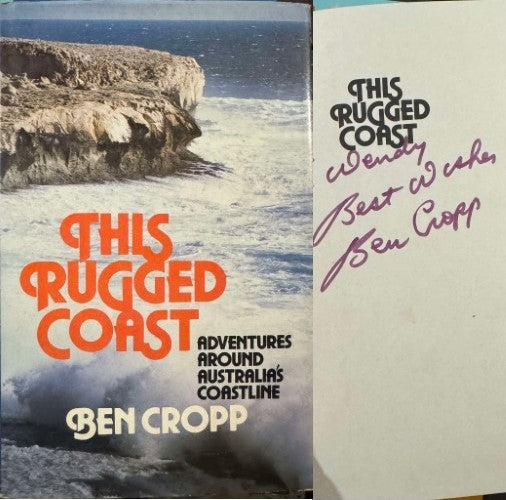 THIS
RUGGED
COAST
ADVENTURES
AROUND
AUSTRALIA'S
COASTLINE
BEN CROPP
THIS
RUGGED
COAST
Wendy
Best Wishes
Ben Cropp